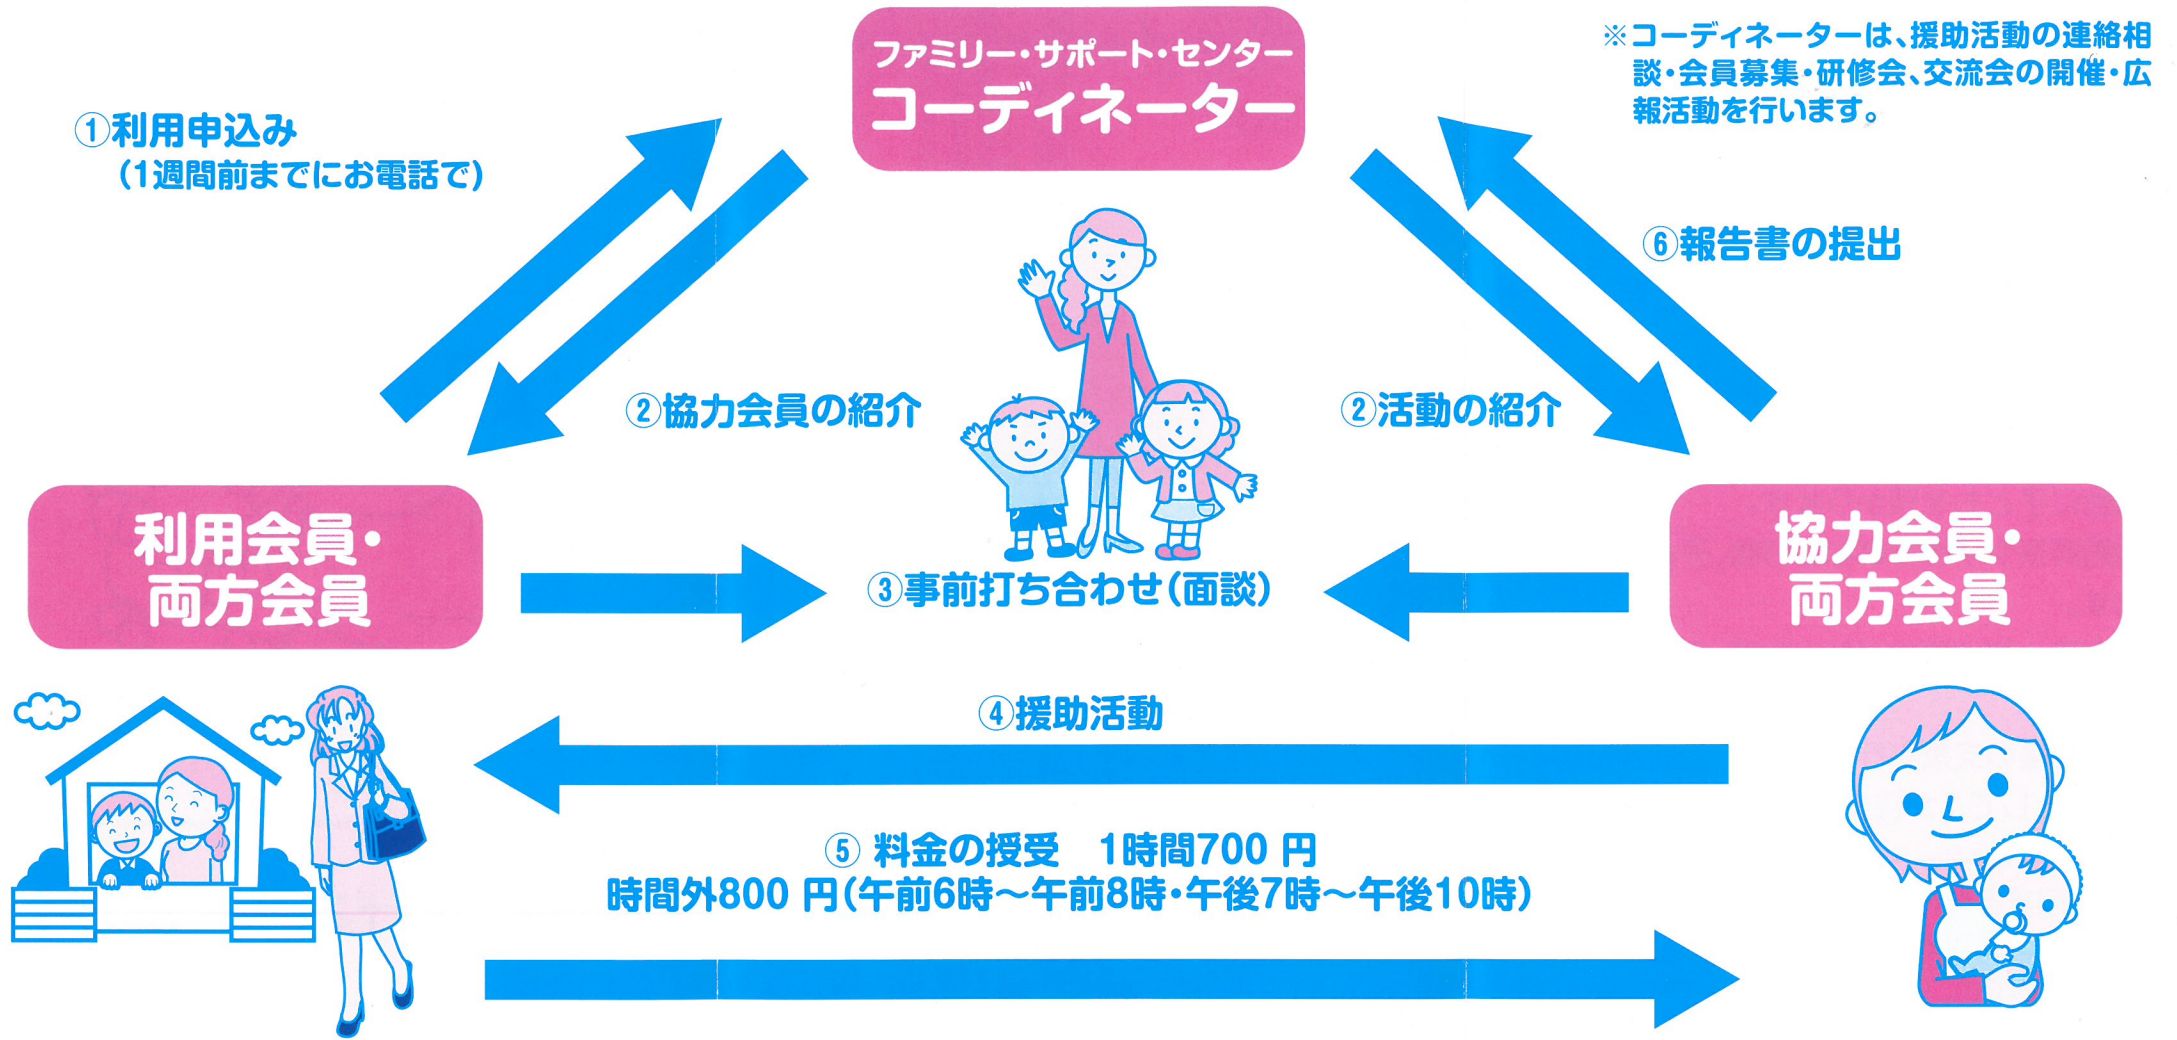 ファミリー・サポート・センター
コーディネーター
※コーディネーターは、援助活動の連絡相
談・会員募集・研修会、交流会の開催・広
報活動を行います。
①利用申込み
(1週間前までにお電話で)
⑥報告書の提出
②協力会員の紹介
②活動の紹介
利用会員・
両方会員
③事前打ち合わせ(面談)
協力会員・
両方会員
④援助活動
⑤ 料金の授受　1時間700 円
時間外800 円(午前6時〜午前8時・午後7時〜午後10時)